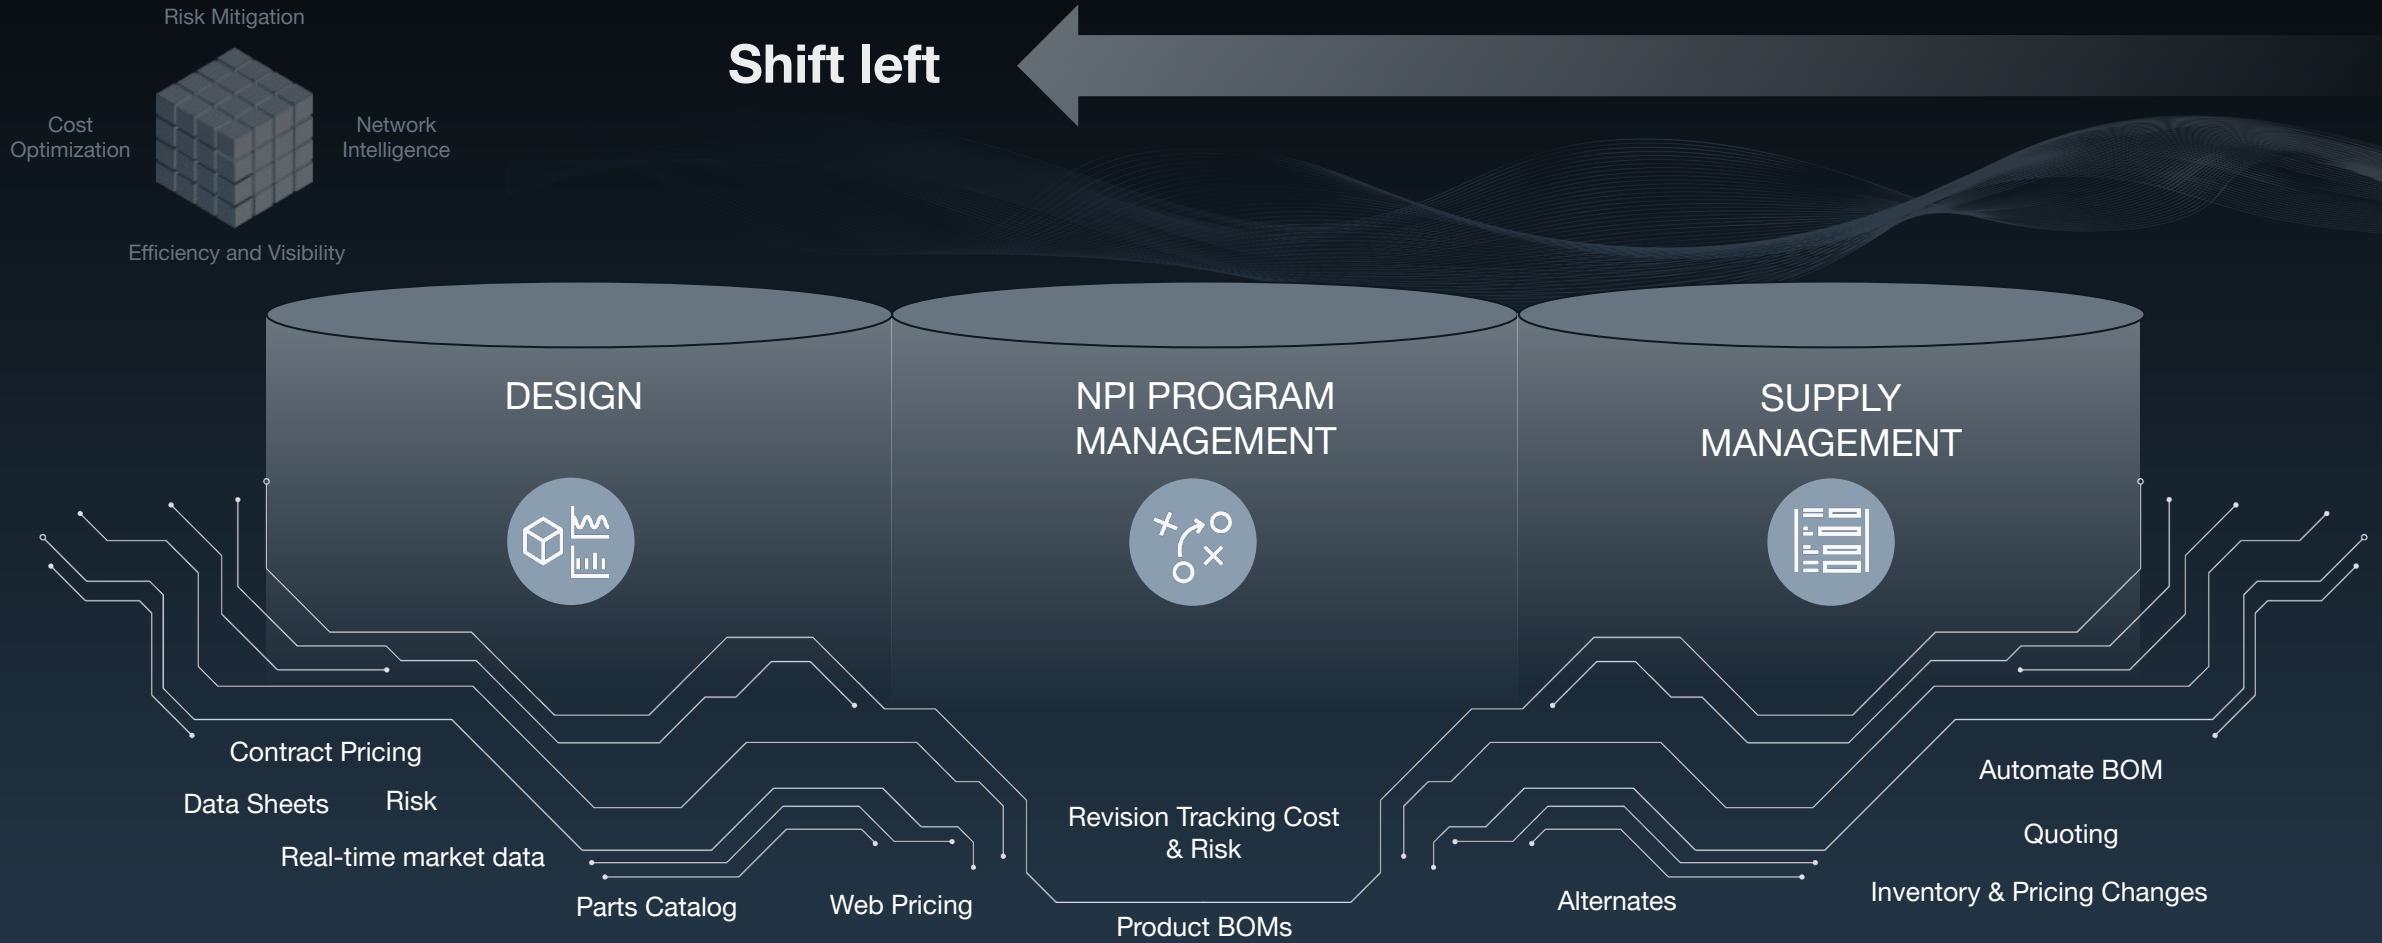 Risk Mitigation
Shift left
Cost
Optimization
Network
Intelligence
Efficiency and Visibility
DESIGN
NPI PROGRAM
MANAGEMENT
SUPPLY
MANAGEMENT
Contract Pricing
Data Sheets
Risk
Real-time market data
Parts Catalog
Web Pricing
Revision Tracking Cost
& Risk
Product BOMs
Automate BOM
Quoting
Alternates
Inventory & Pricing Changes